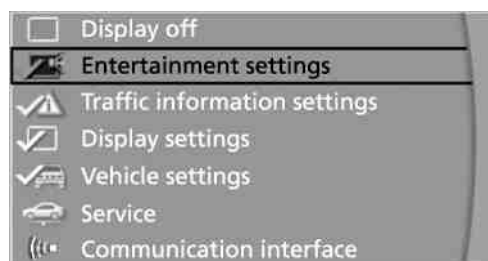 Display off
Entertainment settings
Traffic information settings
Display settings
Vehicle settings
Service
Communication interface